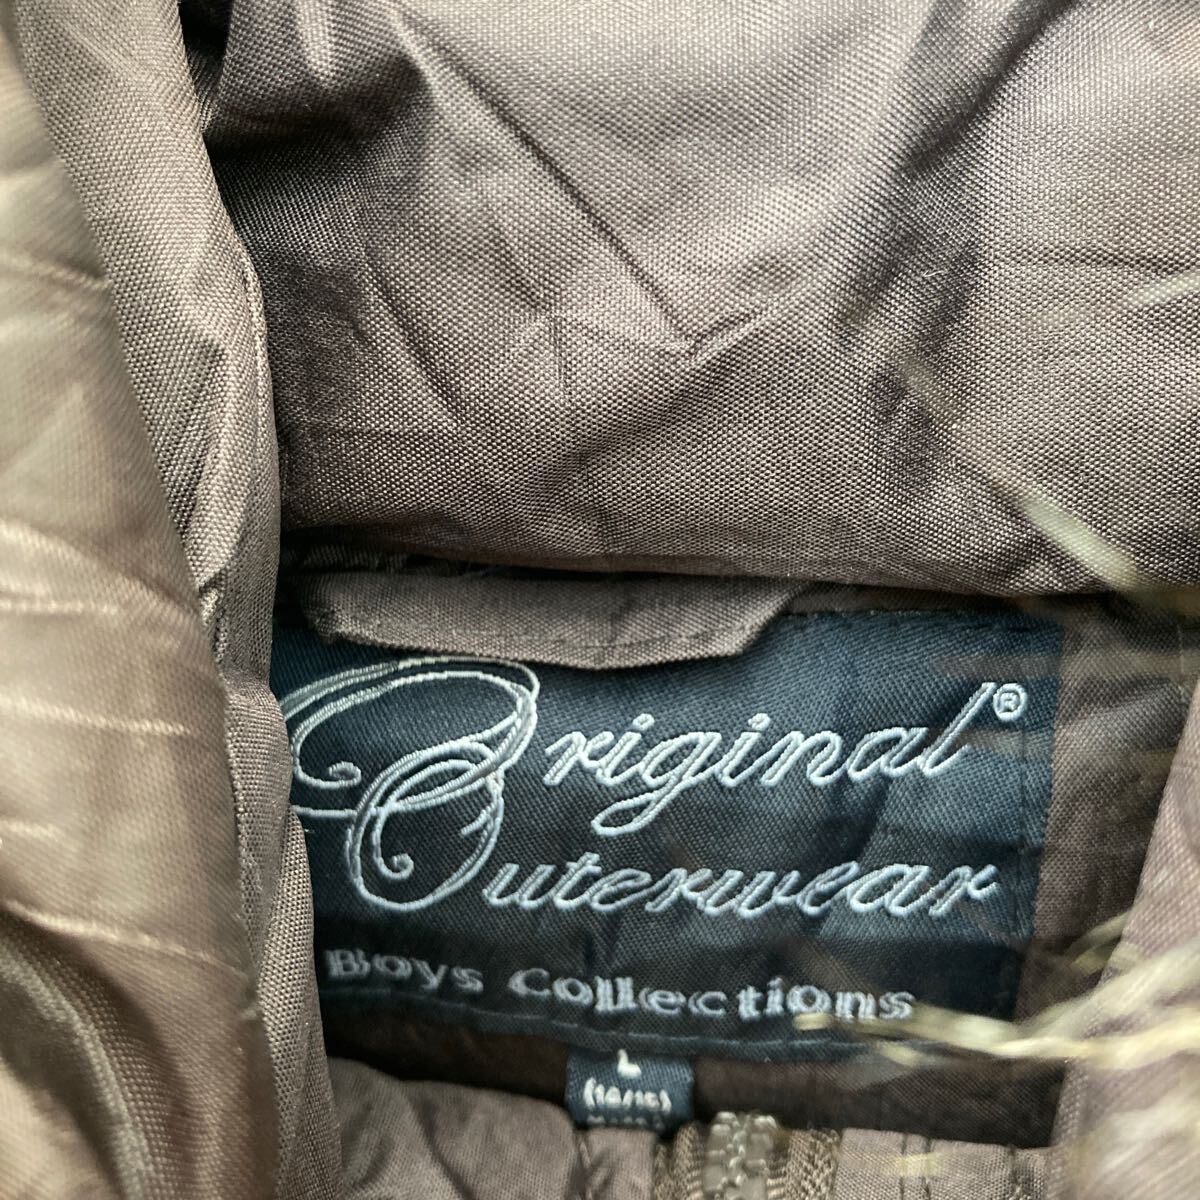 Original®
Outerwear
Boys Collections
L